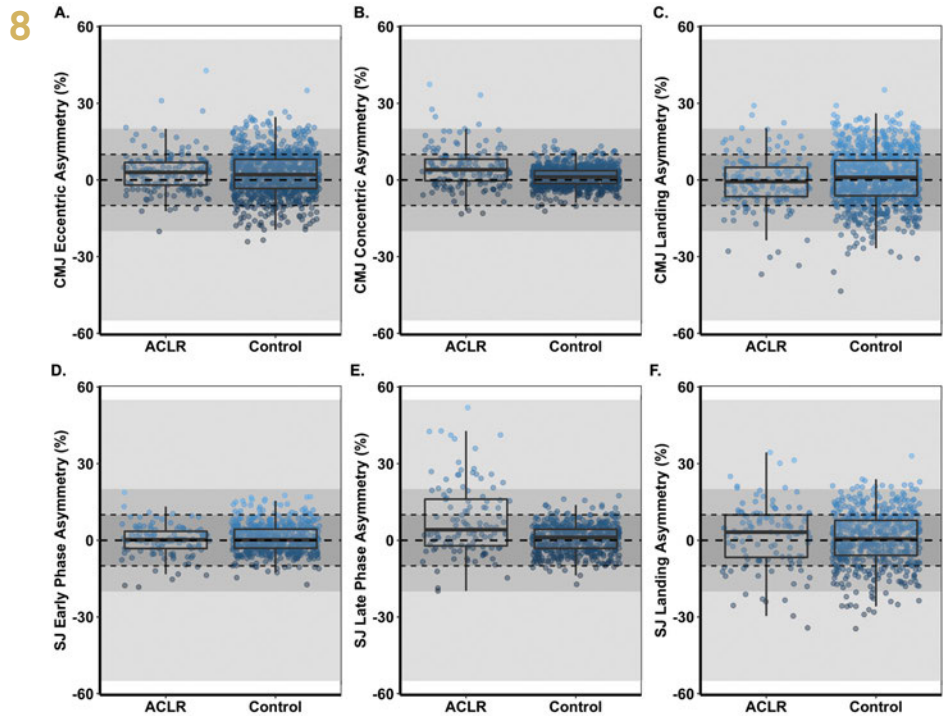 8
A.
B.
C.
CMJ Eccentric Asymmetry (%)
60
30
0
-30
-60
ACLR Control
CMJ Concentric Asymmetry (%)
60
30
0
-30
-60
ACLR Control
CMJ Landing Asymmetry (%)
60
30
0
-30
-60
ACLR Control
D.
E.
F.
SJ Early Phase Asymmetry (%)
60
30
0
-30
-60
ACLR Control
SJ Late Phase Asymmetry (%)
60
30
0
-30
-60
ACLR Control
SJ Landing Asymmetry (%)
60
30
0
-30
-60
ACLR Control